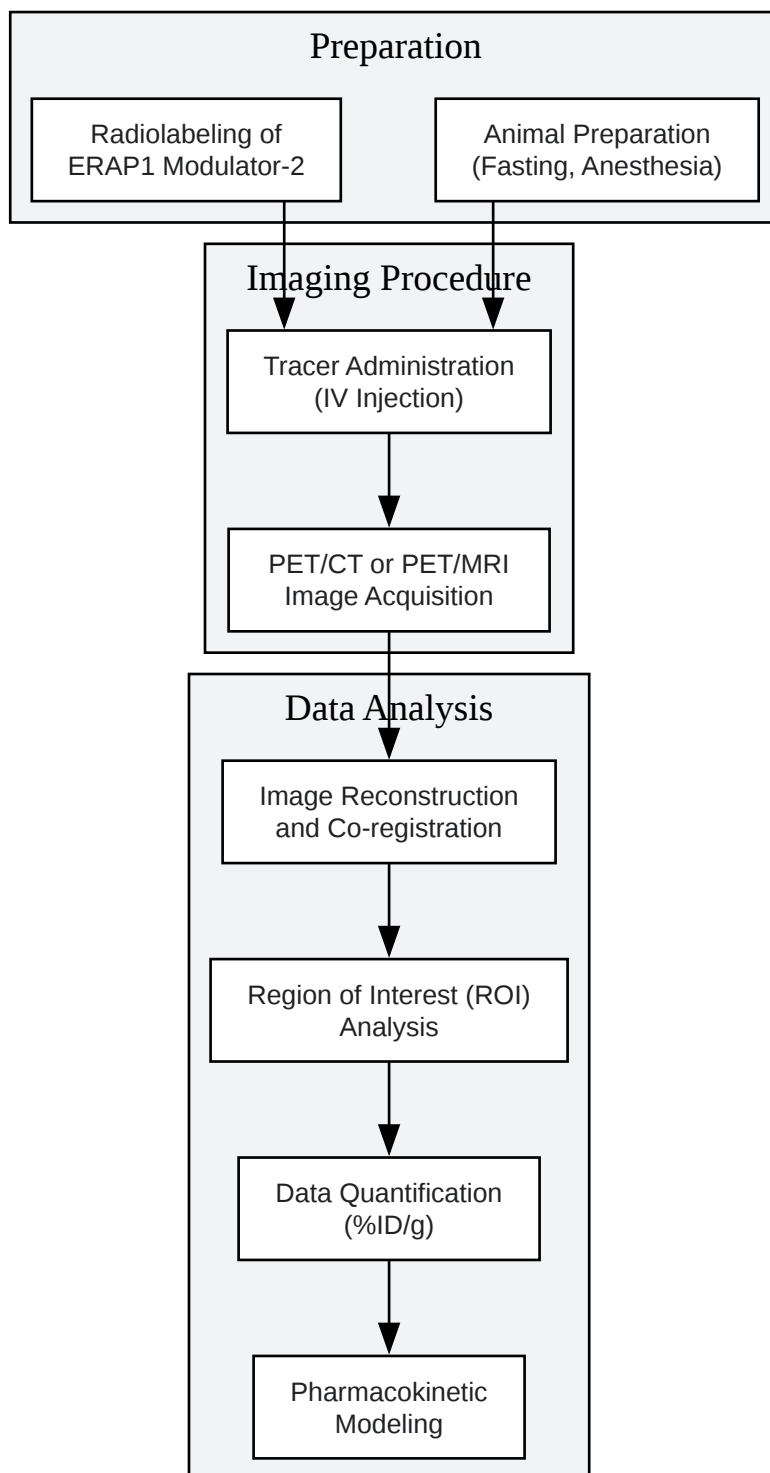 Preparation
Radiolabeling of
ERAP1 Modulator-2
Animal Preparation
(Fasting, Anesthesia)
Imaging Procedure
Tracer Administration
(IV Injection)
PET/CT or PET/MRI
Image Acquisition
Data Analysis
Image Reconstruction
and Co-registration
Region of Interest (ROI)
Analysis
Data Quantification
(%ID/g)
Pharmacokinetic
Modeling